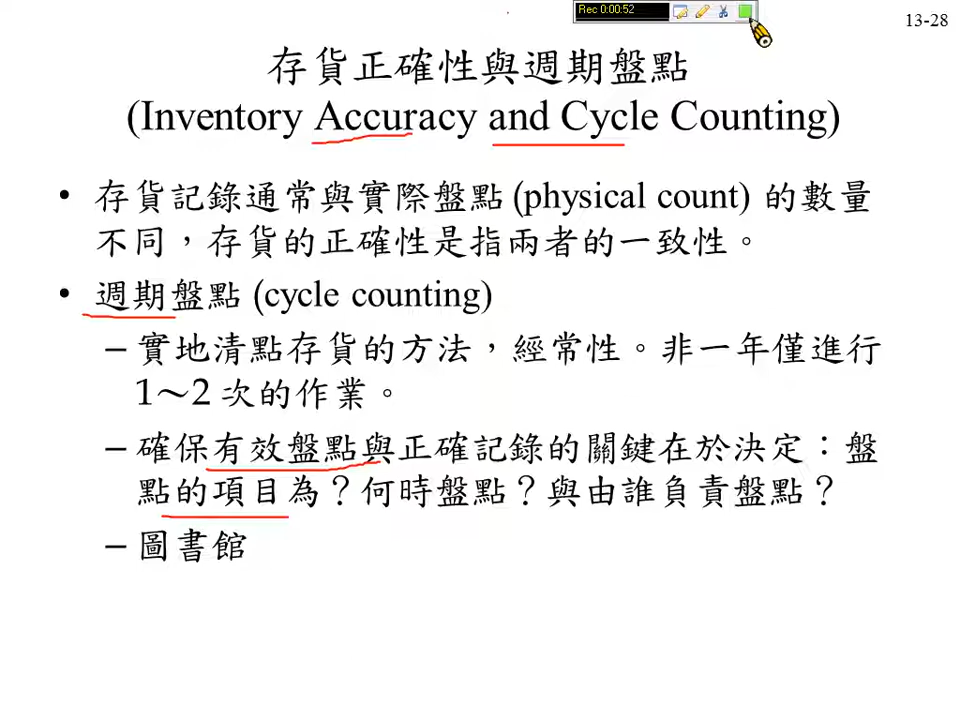 Rec 0:00:52
13-28
存貨正確性與週期盤點
(Inventory Accuracy and Cycle Counting)
• 存貨記錄通常與實際盤點 (physical count) 的數量
不同，存貨的正確性是指兩者的一致性。
• 週期盤點 (cycle counting)
– 實地清點存貨的方法，經常性。非一年僅進行
1～2 次的作業。
– 確保有效盤點與正確記錄的關鍵在於決定：盤
點的項目為？何時盤點？與由誰負責盤點？
– 圖書館